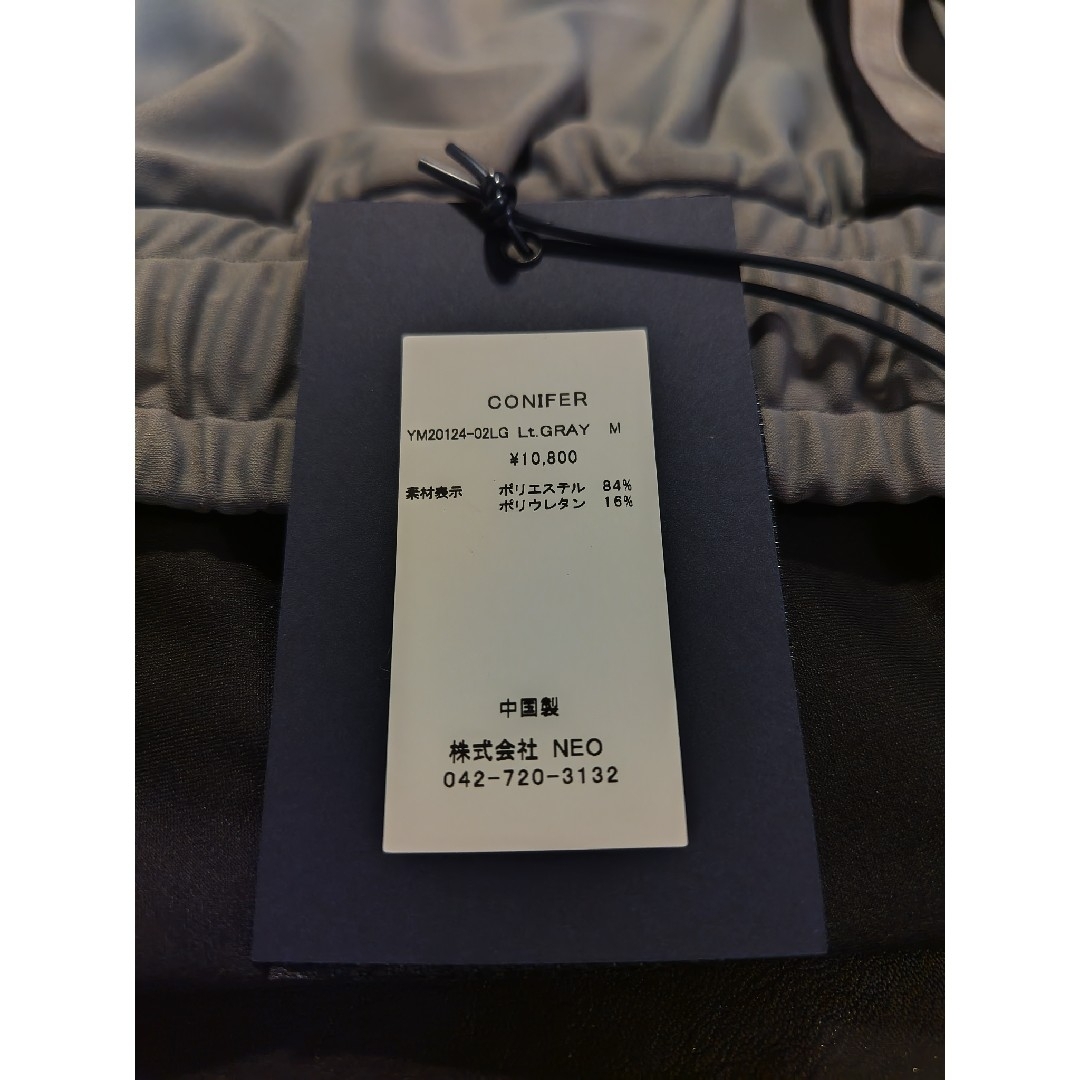 CONIFER
YM20124-02LG Lt.GRAY M
¥10,800
素材表示 ポリエステル 84%
ポリウレタン 16%
中国製
株式会社 NEO
042-720-3132